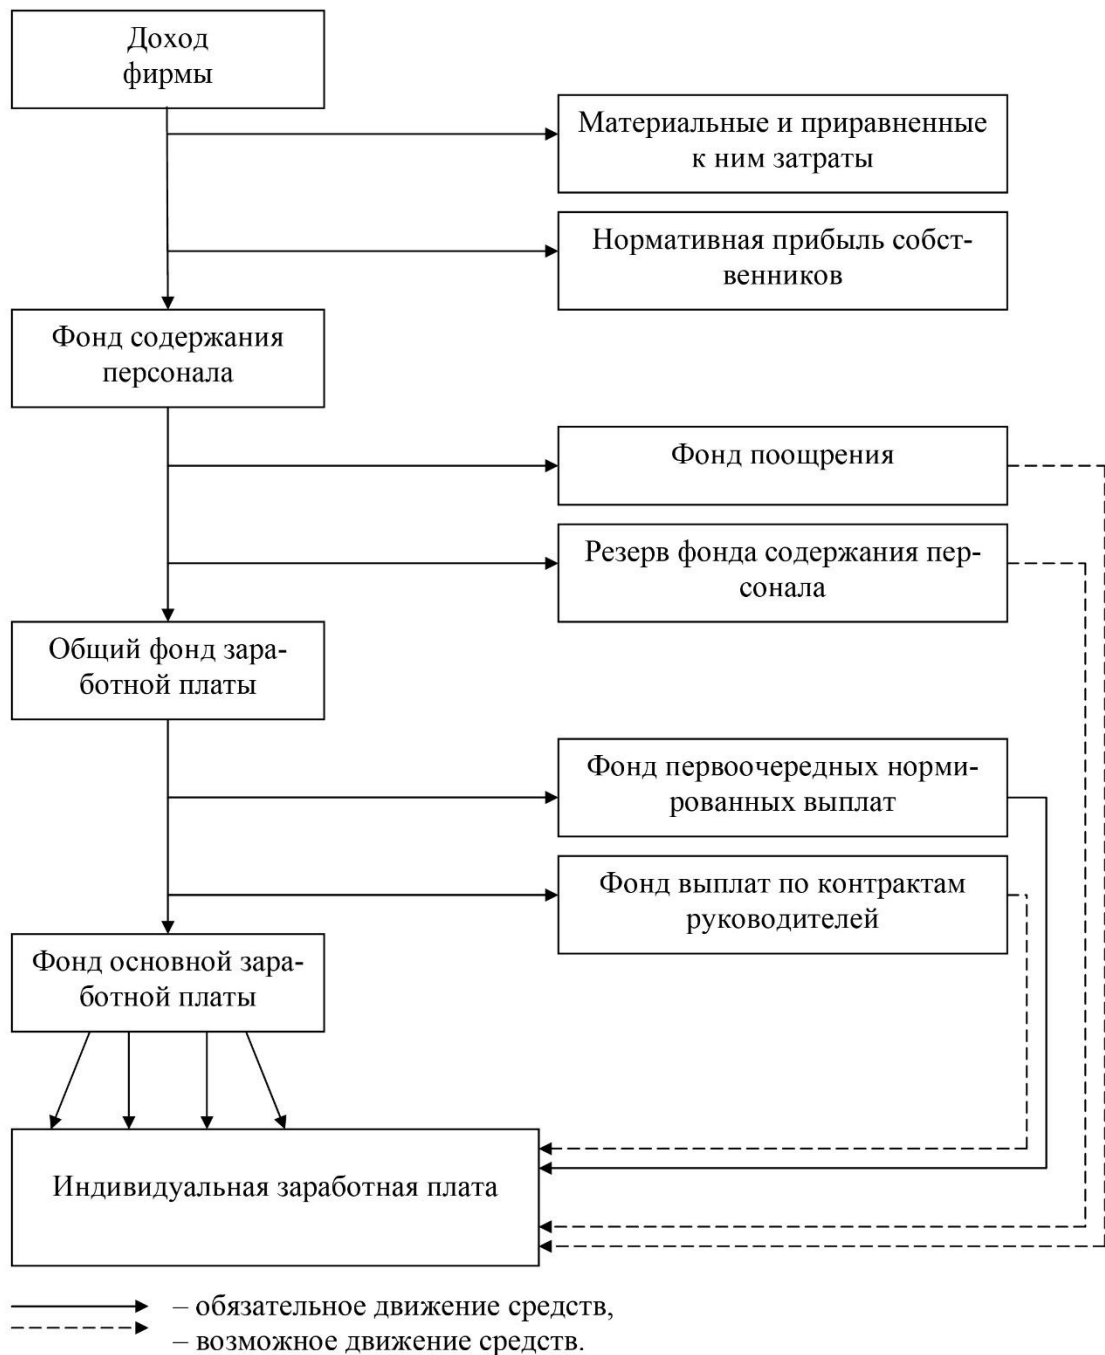 Доход
фирмы
Материальные и приравненные
к ним затраты
Нормативная прибыль собст-
венников
Фонд содержания
персонала
Фонд поощрения
Резерв фонда содержания пер-
сонала
Общий фонд зара-
ботной платы
Фонд первоочередных норми-
рованных выплат
Фонд выплат по контрактам
руководителей
Фонд основной зара-
ботной платы
Индивидуальная заработная плата
– обязательное движение средств,
– возможное движение средств.